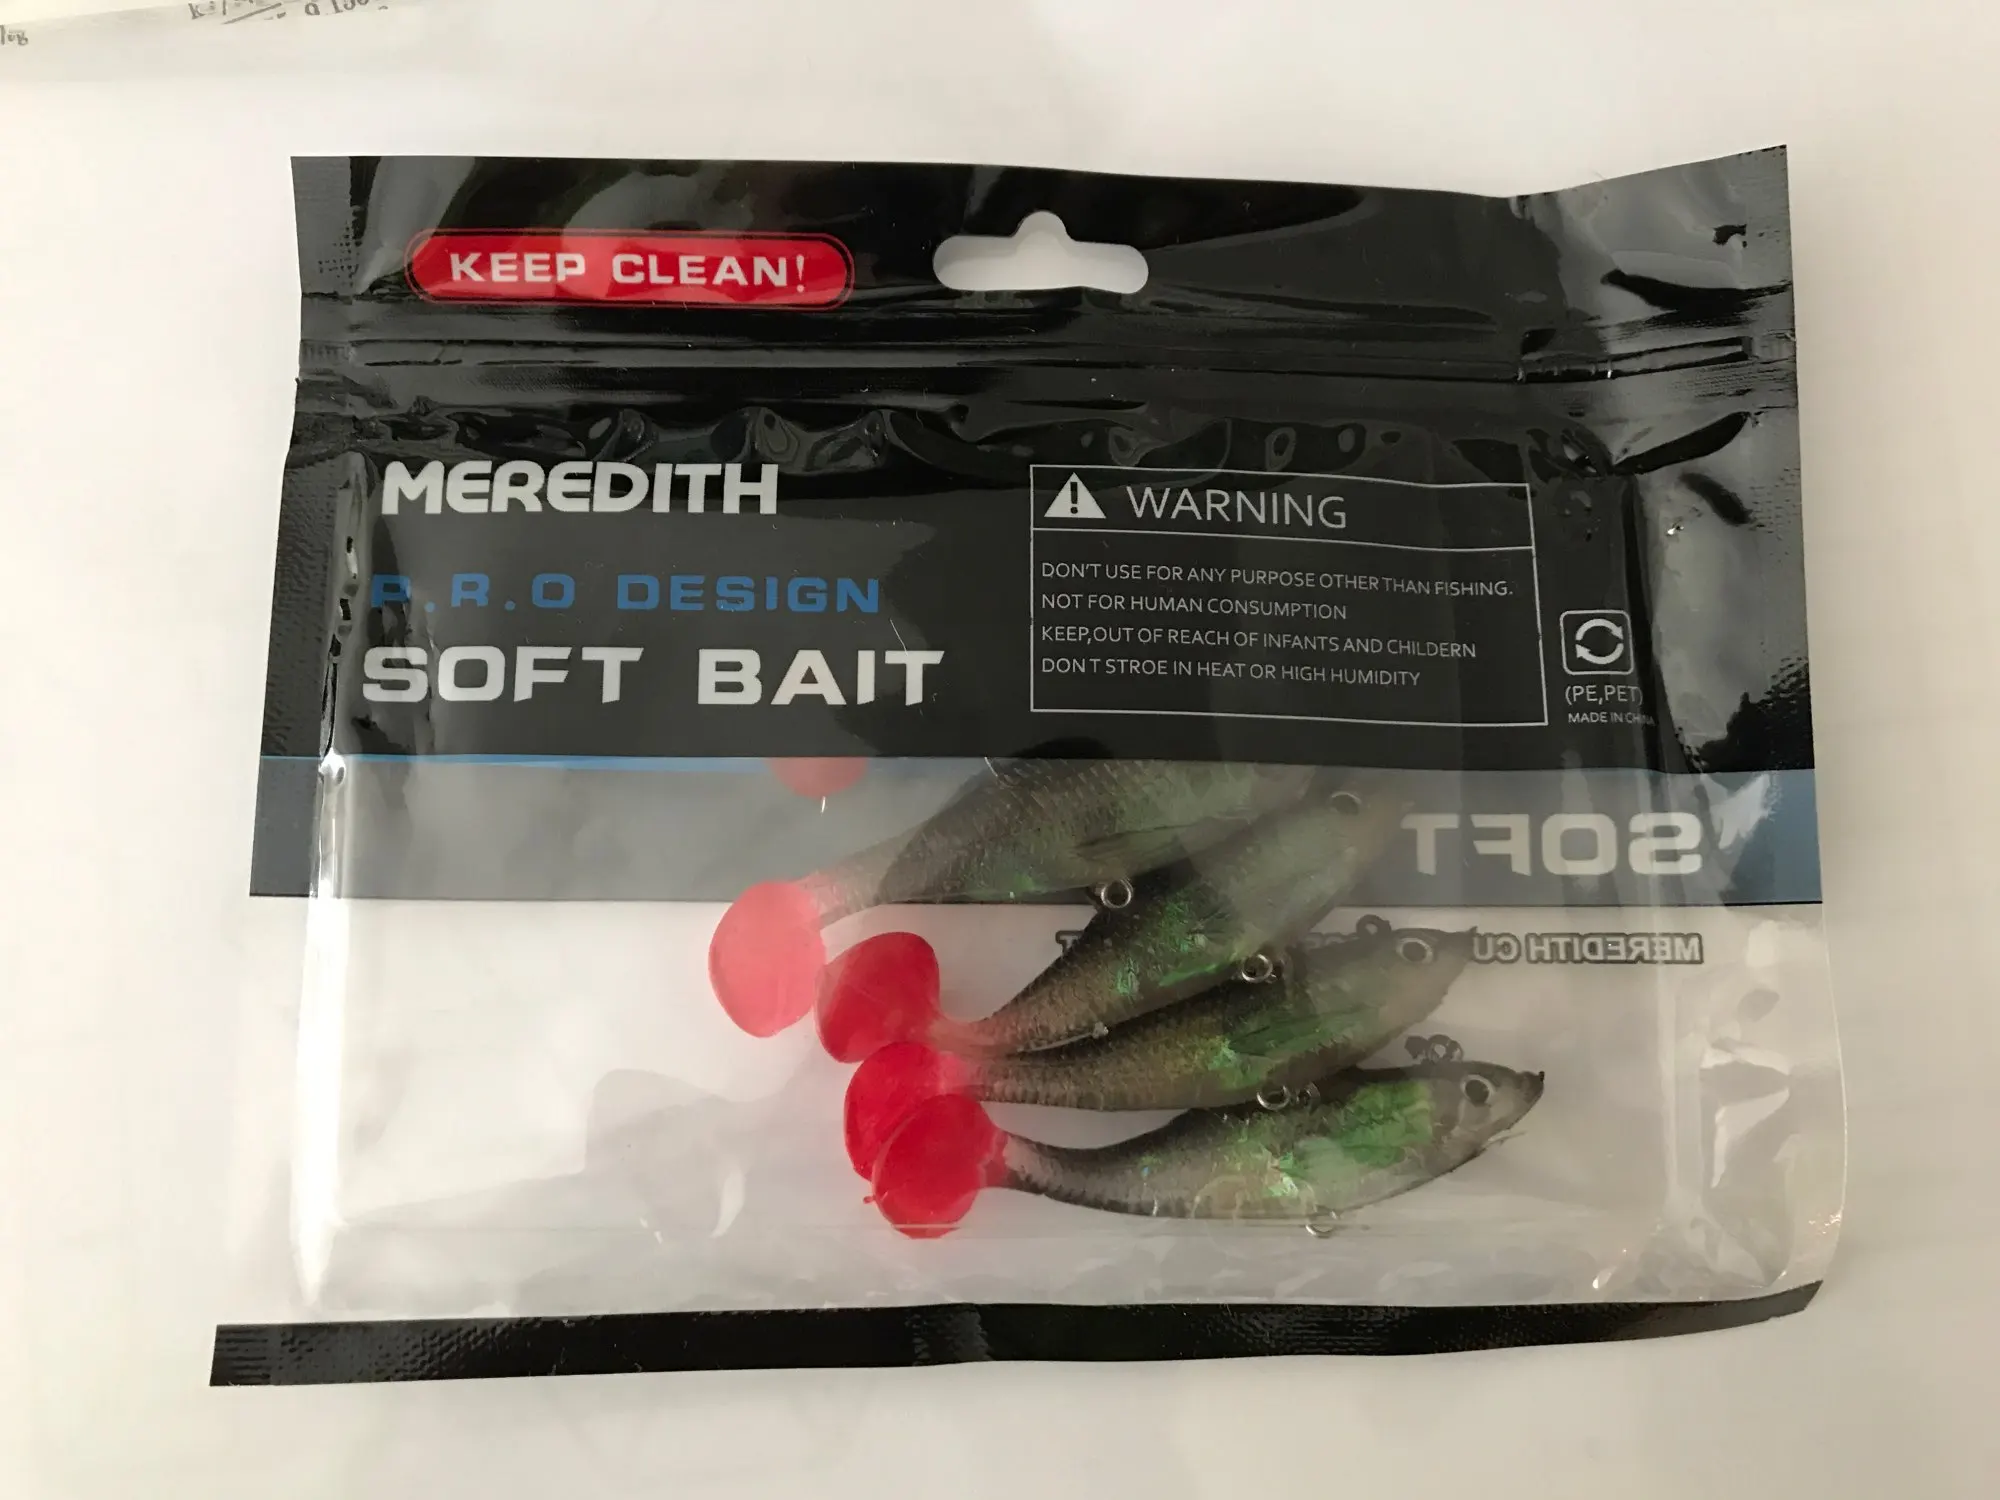 KEEP CLEAN!
MEREDITH
P.R.O DESIGN
SOFT BAIT
WARNING
DON'T USE FOR ANY PURPOSE OTHER THAN FISHING.
NOT FOR HUMAN CONSUMPTION
KEEP,OUT OF REACH OF INFANTS AND CHILDERN
DON T STROE IN HEAT OR HIGH HUMIDITY
(PE,PET)
MADE IN CHINA
SOFT
MEREDITH